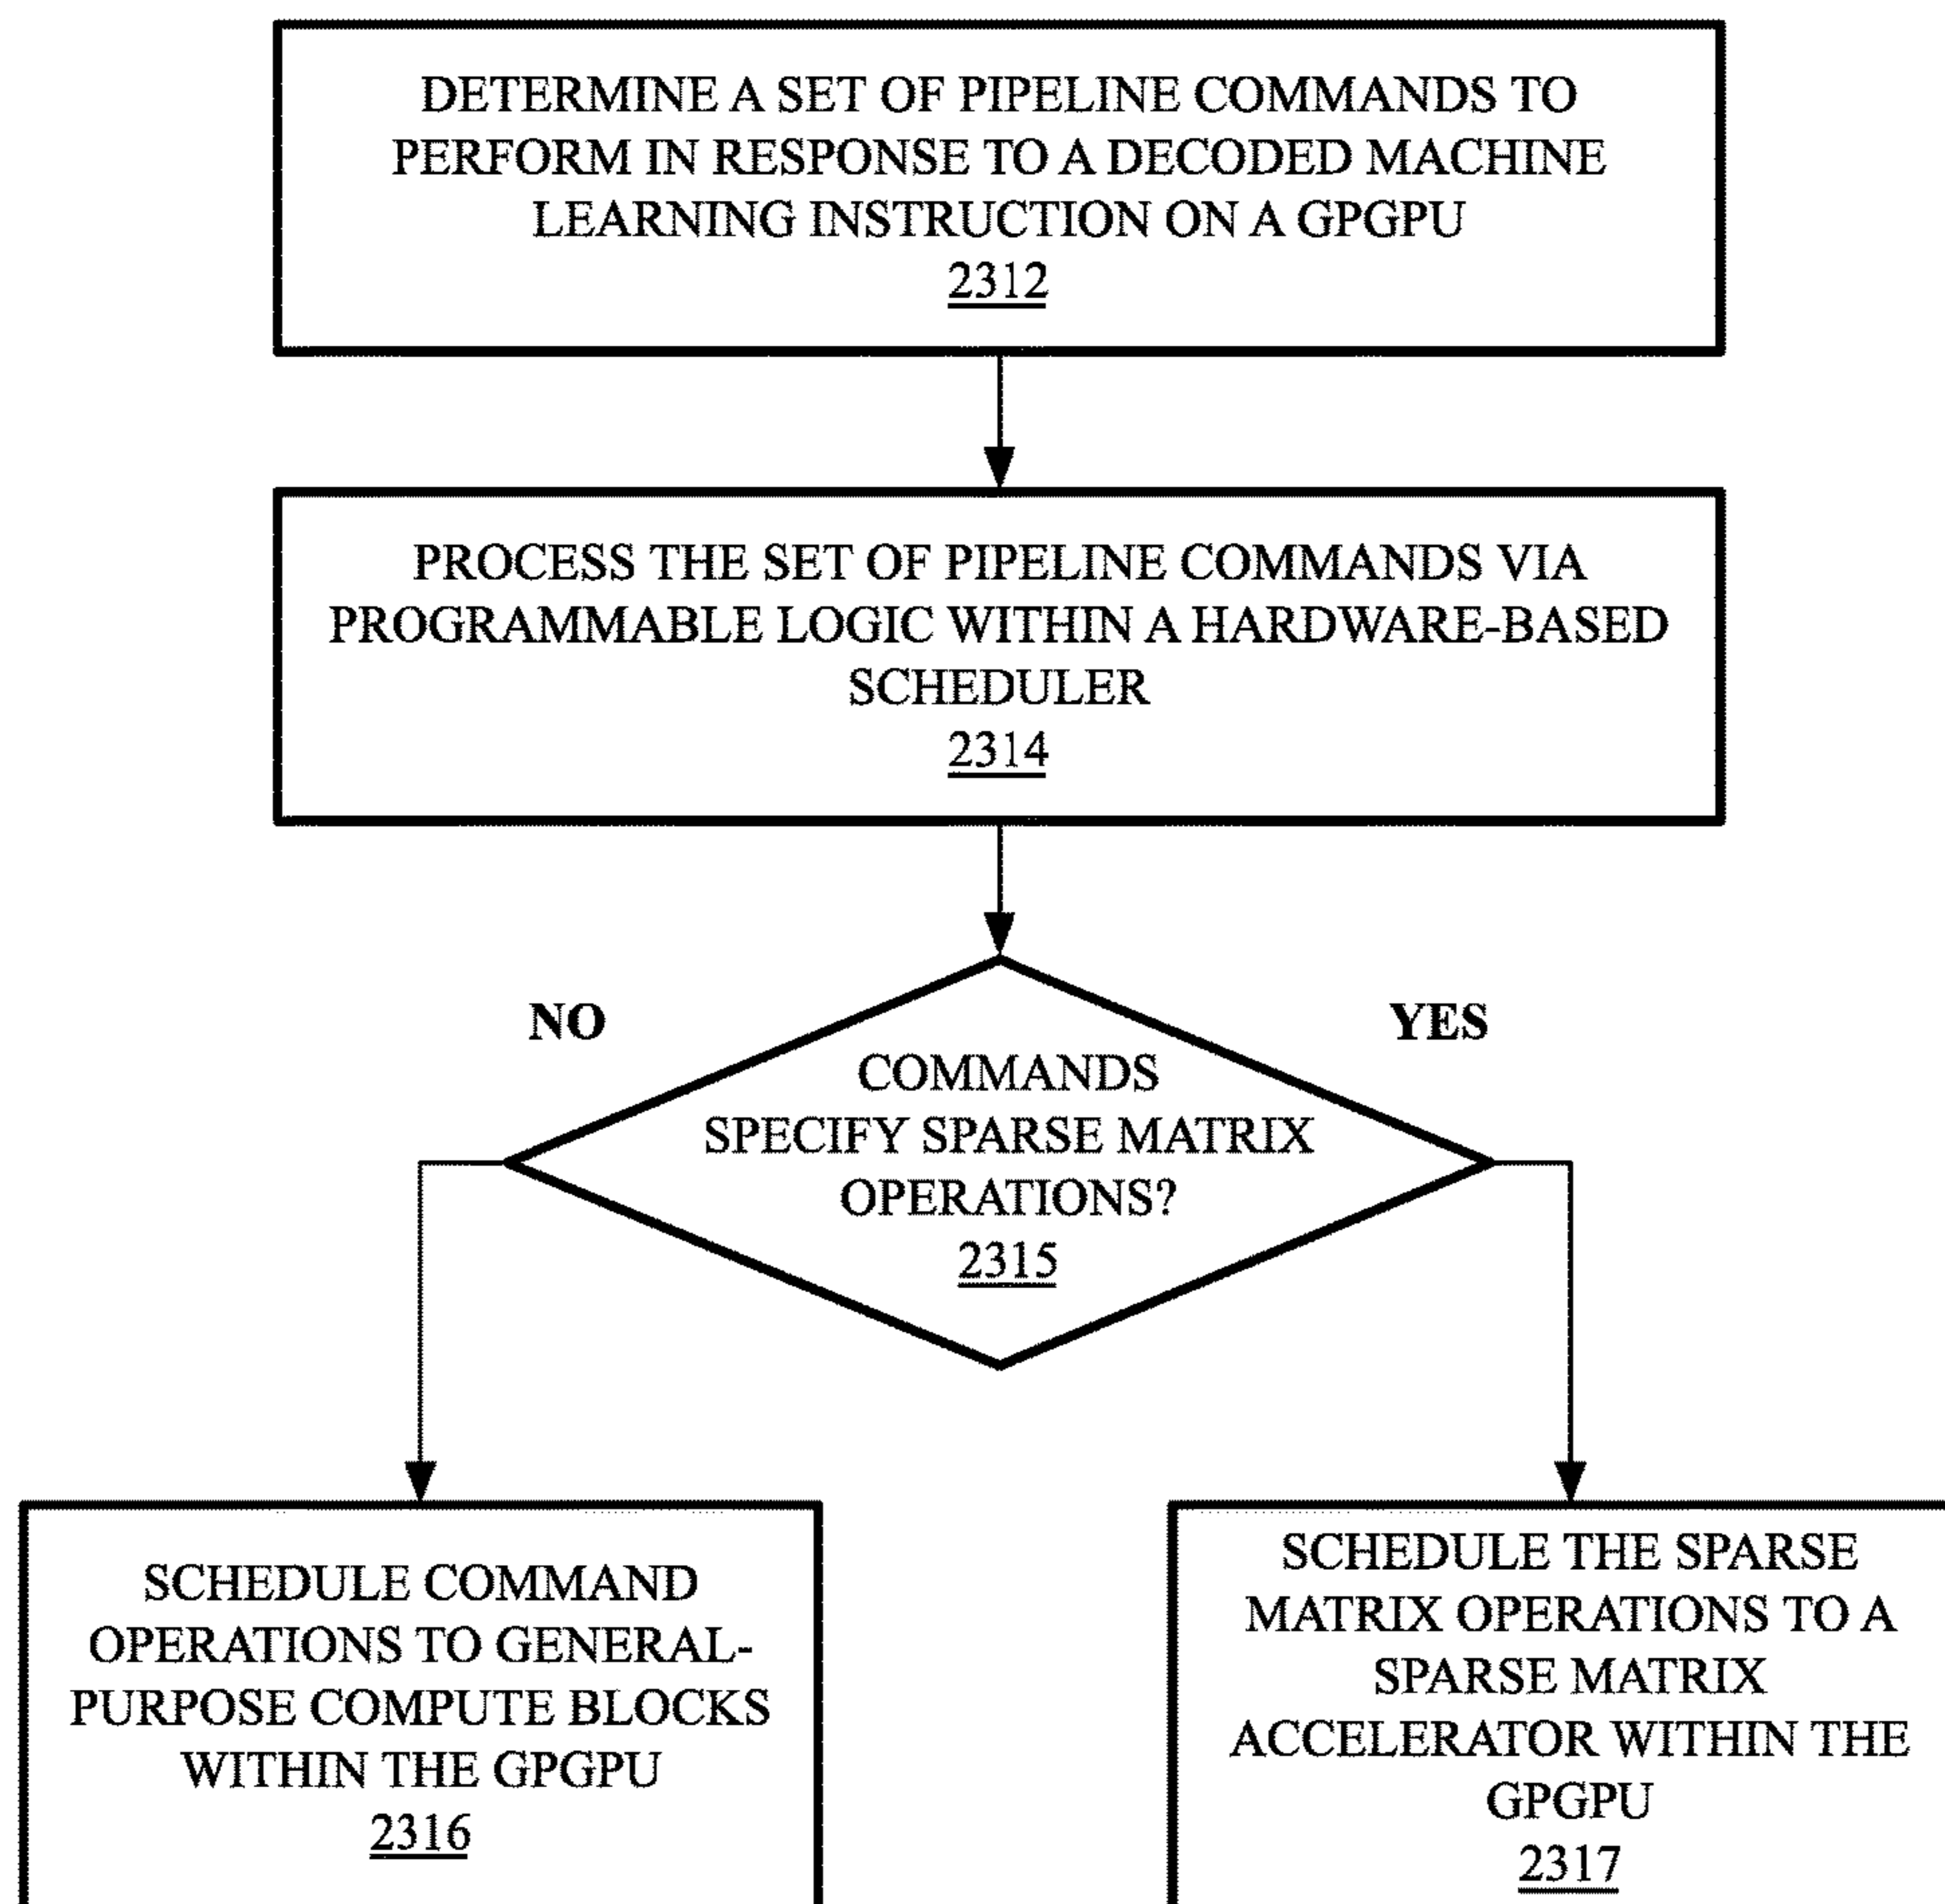 DETERMINE A SET OF PIPELINE COMMANDS TO
PERFORM IN RESPONSE TO A DECODED MACHINE
LEARNING INSTRUCTION ON A GPGPU
2312
PROCESS THE SET OF PIPELINE COMMANDS VIA
PROGRAMMABLE LOGIC WITHIN A HARDWARE-BASED
SCHEDULER
2314
NO
YES
COMMANDS
SPECIFY SPARSE MATRIX
OPERATIONS?
2315
SCHEDULE COMMAND
OPERATIONS TO GENERAL-
PURPOSE COMPUTE BLOCKS
WITHIN THE GPGPU
2316
SCHEDULE THE SPARSE
MATRIX OPERATIONS TO A
SPARSE MATRIX
ACCELERATOR WITHIN THE
GPGPU
2317